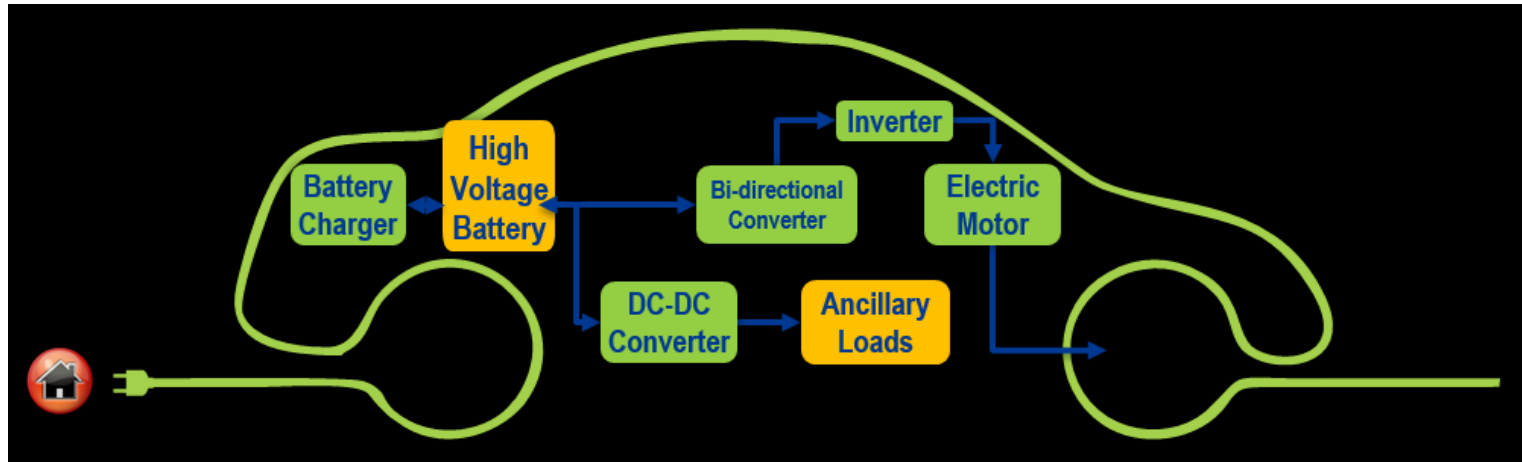 Battery
Charger
High
Voltage
Battery
Bi-directional
Converter
Inverter
Electric
Motor
DC-DC
Converter
Ancillary
Loads